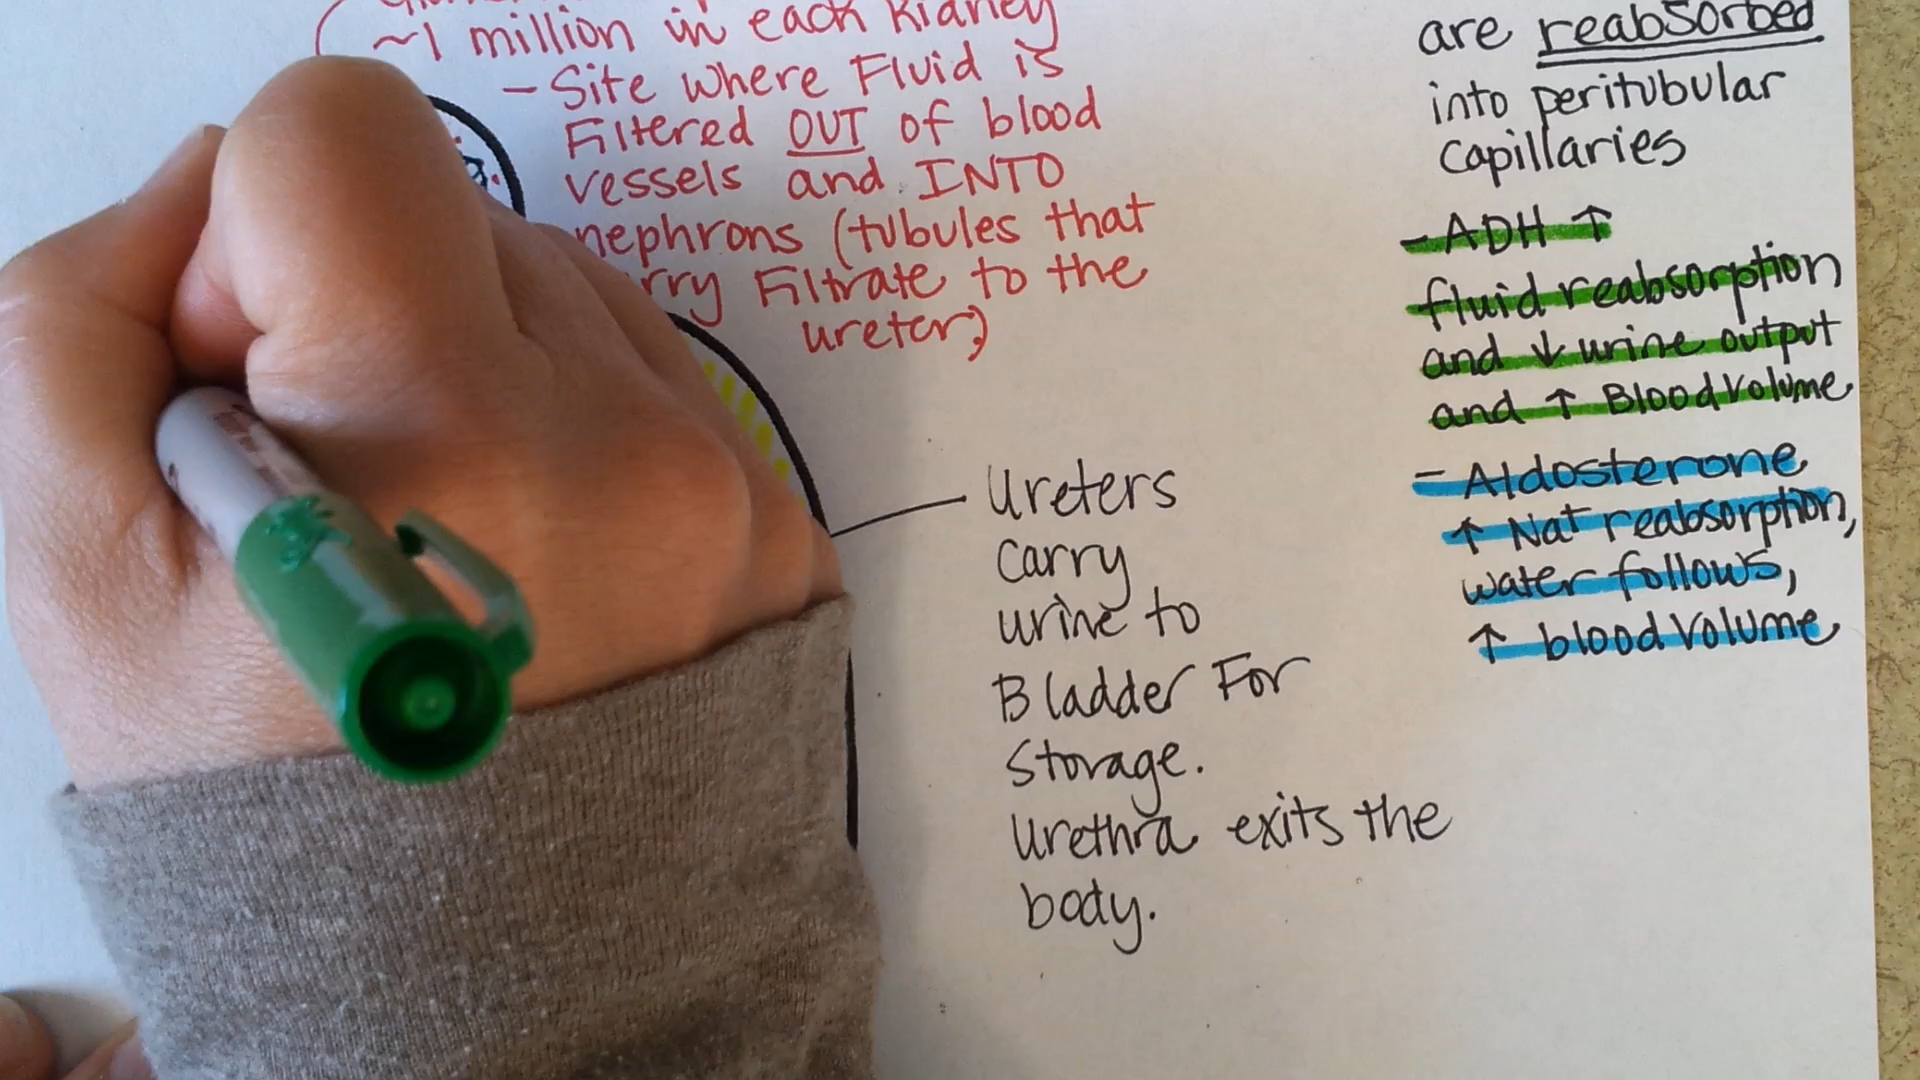 ~1 million in each kidney
- Site where Fluid is
Filtered OUT of blood
vessels and INTO
nephrons (tubules that
rry Filtrate to the
ureter)
Ureters
carry
urine to
Bladder For
Storage.
Urethra exits the
body.
are reabsorbed
into peritubular
capillaries
- ADH ↑
fluid reabsorption
and ↓ urine output
and ↑ Blood Volume
- Aldosterone
↑ Na+ reabsorption,
water follows,
↑ blood volume